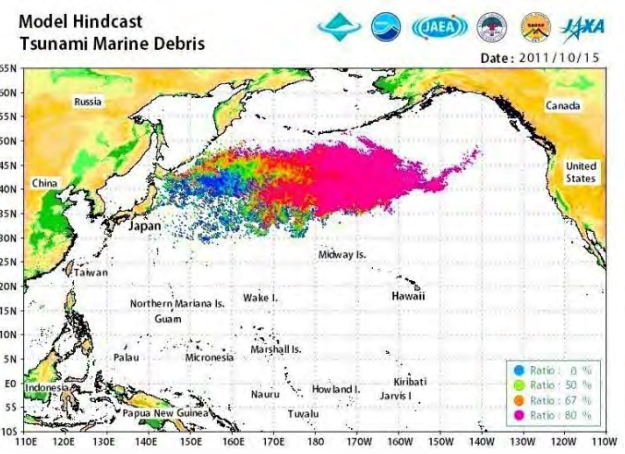 Model Hindcast
Tsunami Marine Debris
JAEA
JAXA
Date : 2011/10/15
65N
60N
55N
50N
45N
40N
35N
30N
25N
20N
15N
10N
5N
EO
5S
10S
Russia
Canada
China
United
States
Japan
Midway Is.
Taiwan
Hawaii
Northern Mariana Is.
Wake I.
Guam
Marshall Is.
Palau
Micronesia
Indonesia
Nauru
Howland I.
Kiribati
Jarvis I
Papua New Guinea
Tuvalu
Ratio : 0 %
Ratio : 50 %
Ratio : 67 %
Ratio : 80 %
110E 120E 130E 140E 150E 160E 170E 180 170W 160W 150W 140W 130W 120W 110W